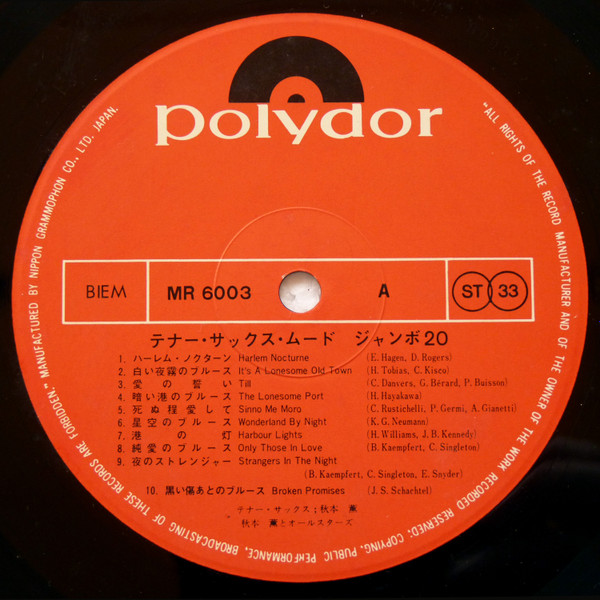 polydor
BIEM
MR 6003
A
ST 33
テナー・サックス・ムード ジャンボ20
1. ハーレム・ノクターン Harlem Nocturne (E. Hagen, D. Rogers)
2. 白い夜霧のブルース It's A Lonesome Old Town (H. Tobias, C. Kisco)
3. 愛の誓い Till (C. Danvers, G. Bérard, P. Buisson)
4. 暗い港のブルース The Lonesome Port (H. Hayakawa)
5. 死ぬ程愛して Sinno Me Moro (C. Rustichelli, P. Germi, A. Gianetti)
6. 星空のブルース Wonderland By Night (K. G. Neumann)
7. 港の灯 Harbour Lights (H. Williams, J. B. Kennedy)
8. 純愛のブルース Only Those In Love (B. Kaempfert, C. Singleton)
9. 夜のストレンジャー Strangers In The Night
(B. Kaempfert, C. Singleton, E. Snyder)
10. 黒い傷あとのブルース Broken Promises (J. S. Schachtel)
テナー・サックス：秋本 薫
秋本 薫とオールスターズ
"ALL RIGHTS OF THE RECORD MANUFACTURER AND OF THE OWNER OF THE WORK RECORDED RESERVED. COPYING, PUBLIC PERFORMANCE, BROADCASTING OF THESE RECORDS ARE FORBIDDEN." MANUFACTURED BY NIPPON GRAMMOPHON CO., LTD. JAPAN.